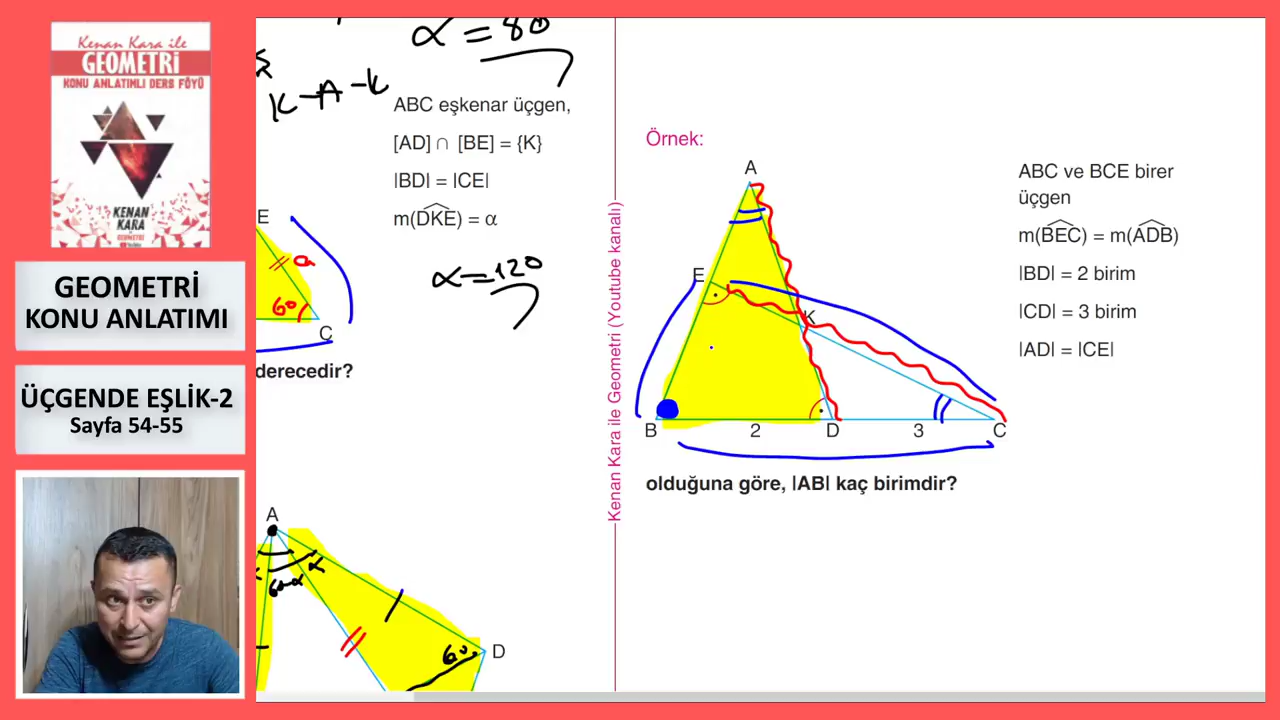 Kenan Kara ile
GEOMETRİ
KONU ANLATIMLI DERS FÖYÜ
KENAN
KARA
GEOMETRİ KONU ANLATIMI
ÜÇGENDE EŞLİK-2
Sayfa 54-55
α = 80
K-A-K
ABC eşkenar üçgen,
[AD] ∩ [BE] = {K}
|BD| = |CE|
m(DKE) = α
α = 120
E
a
60
C
derecedir?
A
60-α
α
60
D
Kenan Kara ile Geometri (Youtube kanalı)
Örnek:
A
E
K
B
2
D
3
C
ABC ve BCE birer
üçgen
m(BEC) = m(ADB)
|BD| = 2 birim
|CD| = 3 birim
|AD| = |CE|
olduğuna göre, |AB| kaç birimdir?